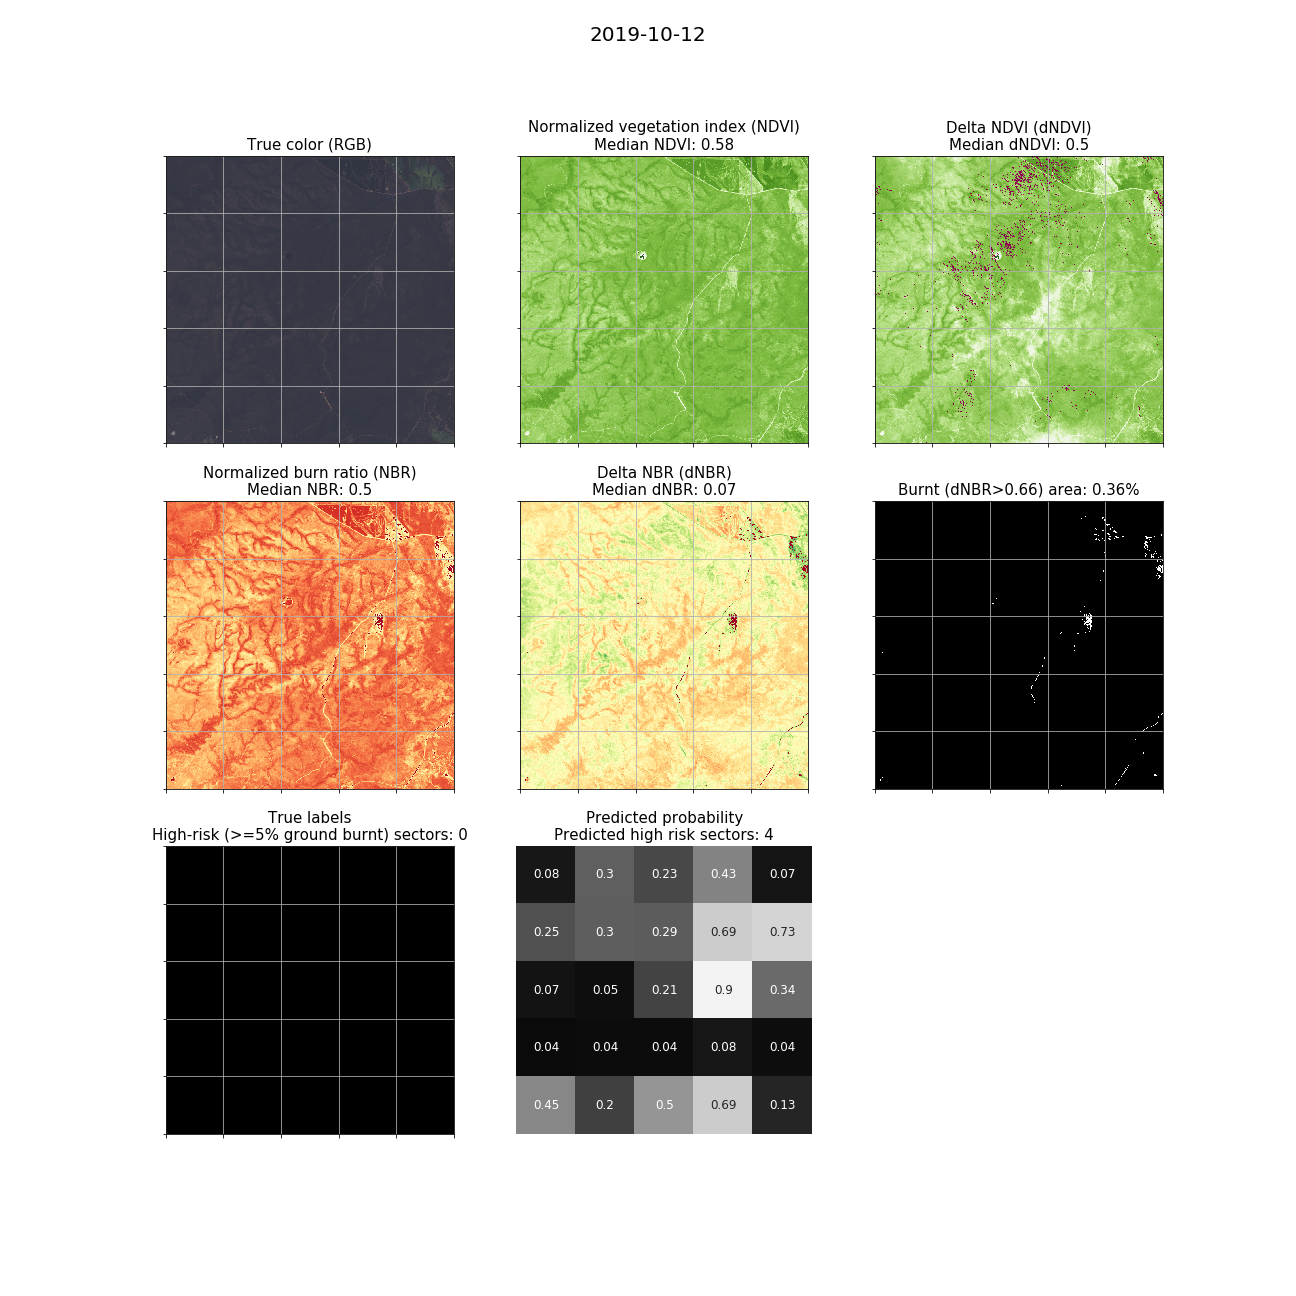 2019-10-12
True color (RGB)
Normalized vegetation index (NDVI)
Median NDVI: 0.58
Delta NDVI (dNDVI)
Median dNDVI: 0.5
Normalized burn ratio (NBR)
Median NBR: 0.5
Delta NBR (dNBR)
Median dNBR: 0.07
Burnt (dNBR>0.66) area: 0.36%
True labels
High-risk (>=5% ground burnt) sectors: 0
Predicted probability
Predicted high risk sectors: 4
0.08 0.3 0.23 0.43 0.07
0.25 0.3 0.29 0.69 0.73
0.07 0.05 0.21 0.9 0.34
0.04 0.04 0.04 0.08 0.04
0.45 0.2 0.5 0.69 0.13